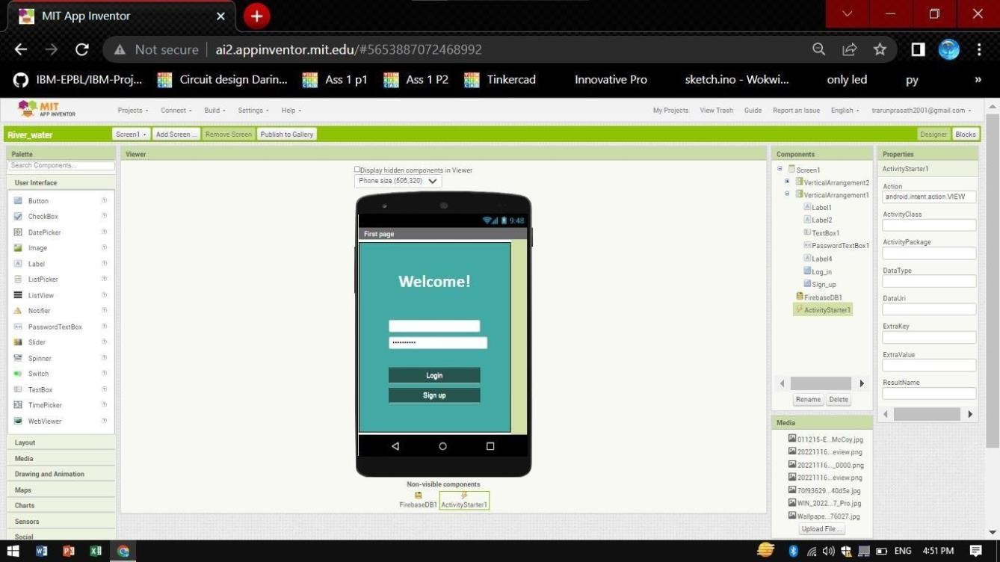 MIT App Inventor
Not secure
ai2.appinventor.mit.edu/#5653887072468992
IBM-EPBL/IBM-Proj...
Circuit design Darin...
Ass 1 p1
Ass 1 P2
Tinkercad
Innovative Pro
sketch.ino - Wokwi...
only led
py
»
MIT
APP INVENTOR
Projects
Connect
Build
Settings
Help
My Projects
View Trash
Guide
Report an Issue
English
trarunprasath2001@gmail.com
River_water
Screen1
Add Screen ...
Remove Screen
Publish to Gallery
Designer
Blocks
Palette
Search Components...
User Interface
Button
CheckBox
DatePicker
Image
Label
ListPicker
ListView
Notifier
PasswordTextBox
Slider
Spinner
Switch
TextBox
TimePicker
WebViewer
Layout
Media
Drawing and Animation
Maps
Charts
Sensors
Social
Viewer
Display hidden components in Viewer
Phone size (505,320)
9:48
First page
Welcome!
••••••••••
Login
Sign up
Non-visible components
FirebaseDB1
ActivityStarter1
Components
Screen1
VerticalArrangement2
VerticalArrangement1
Label1
Label2
TextBox1
PasswordTextBox1
Label4
Log_in
Sign_up
FirebaseDB1
ActivityStarter1
Rename
Delete
Media
011215-E...McCoy.jpg
20221116...eview.png
20221116..._0000.png
20221116...eview.png
70f93629...40d5e.jpg
WIN_2022...7_Pro.jpg
Wallpape...76027.jpg
Upload File ...
Properties
ActivityStarter1
Action
android.intent.action.VIEW
ActivityClass
ActivityPackage
DataType
DataUri
ExtraKey
ExtraValue
ResultName
ENG
4:51 PM